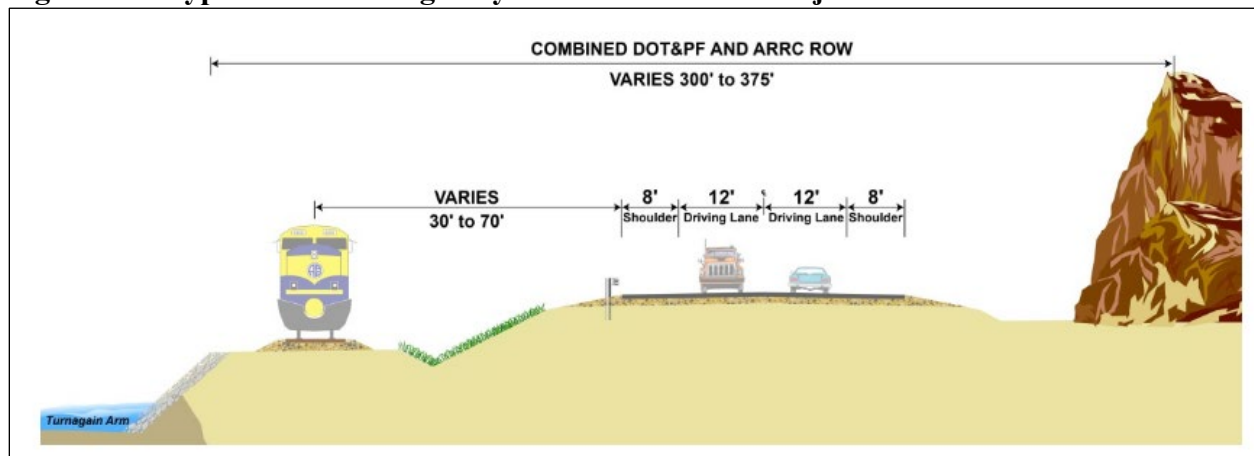 COMBINED DOT&PF AND ARRC ROW
VARIES 300' to 375'
VARIES
30' to 70'
8'
Shoulder
12'
Driving Lane
12'
Driving Lane
8'
Shoulder
Turnagain Arm